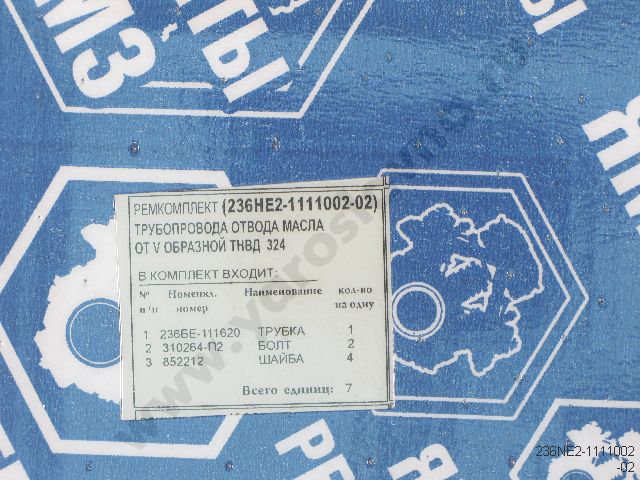 МЗ
ТЫ
Ы
РЕМКОМПЛЕКТ (236НЕ2-1111002-02)
ТРУБОПРОВОДА ОТВОДА МАСЛА
ОТ V ОБРАЗНОЙ ТНВД 324
В КОМПЛЕКТ ВХОДИТ:
№ п/п Номенкл. номер Наименование кол-во на одну
1 236БЕ-111620 ТРУБКА 1
2 310264-П2 БОЛТ 2
3 852212 ШАЙБА 4
Всего единиц: 7
236NE2-1111002
-02